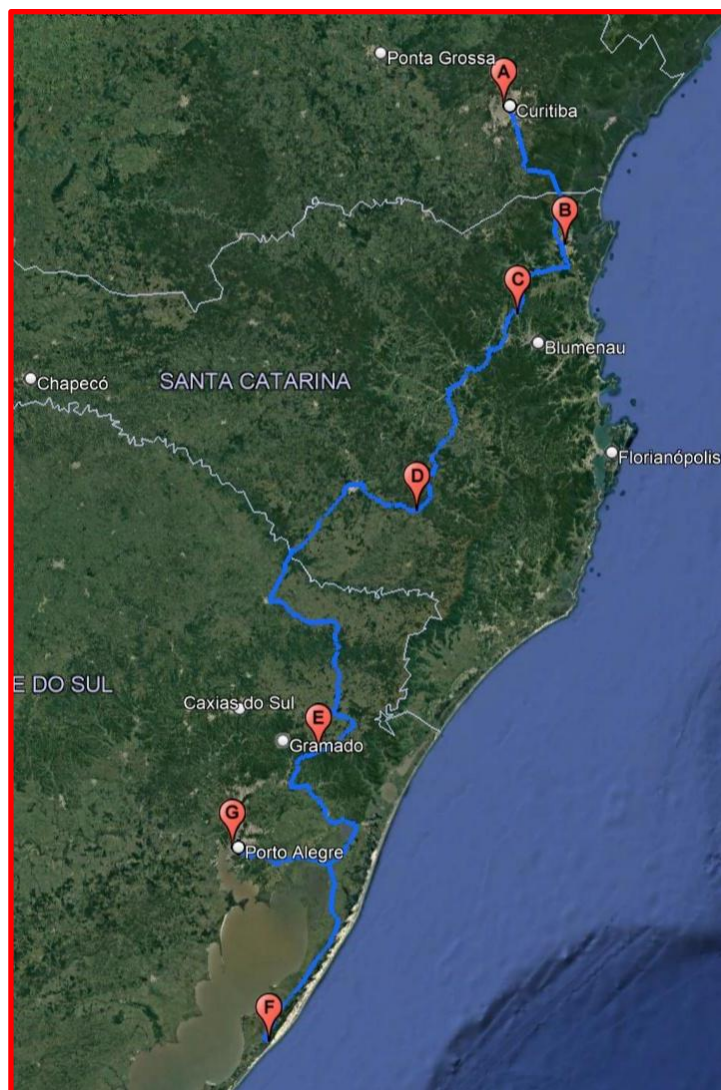 Ponta Grossa
A
Curitiba
B
C
Blumenau
Chapecó
SANTA CATARINA
Florianópolis
D
E DO SUL
Caxias do Sul
E
Gramado
G
Porto Alegre
F